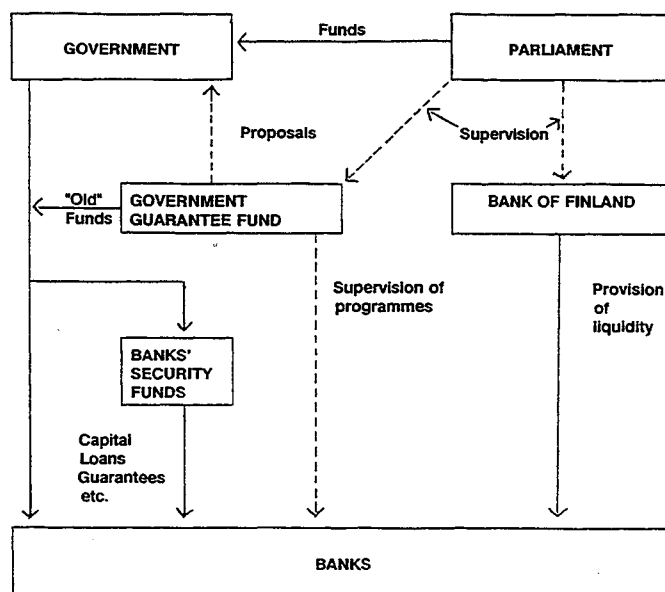 GOVERNMENT
Funds
PARLIAMENT
Proposals
Supervision
"Old"
Funds
GOVERNMENT
GUARANTEE FUND
BANK OF FINLAND
Supervision of
programmes
Provision
of
liquidity
BANKS'
SECURITY
FUNDS
Capital
Loans
Guarantees
etc.
BANKS